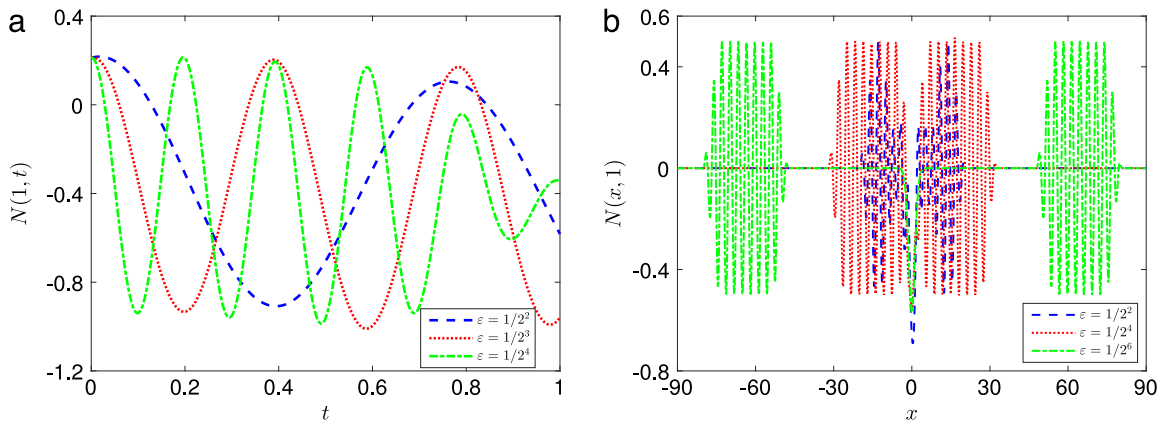 a
0.4
0
-0.4
-0.8
-1.2
N(1, t)
0 0.2 0.4 0.6 0.8 1
t
ε = 1/2²
ε = 1/2³
ε = 1/2⁴
b
0.6
0.4
0
-0.4
-0.8
N(x, 1)
-90 -60 -30 0 30 60 90
x
ε = 1/2²
ε = 1/2⁴
ε = 1/2⁶